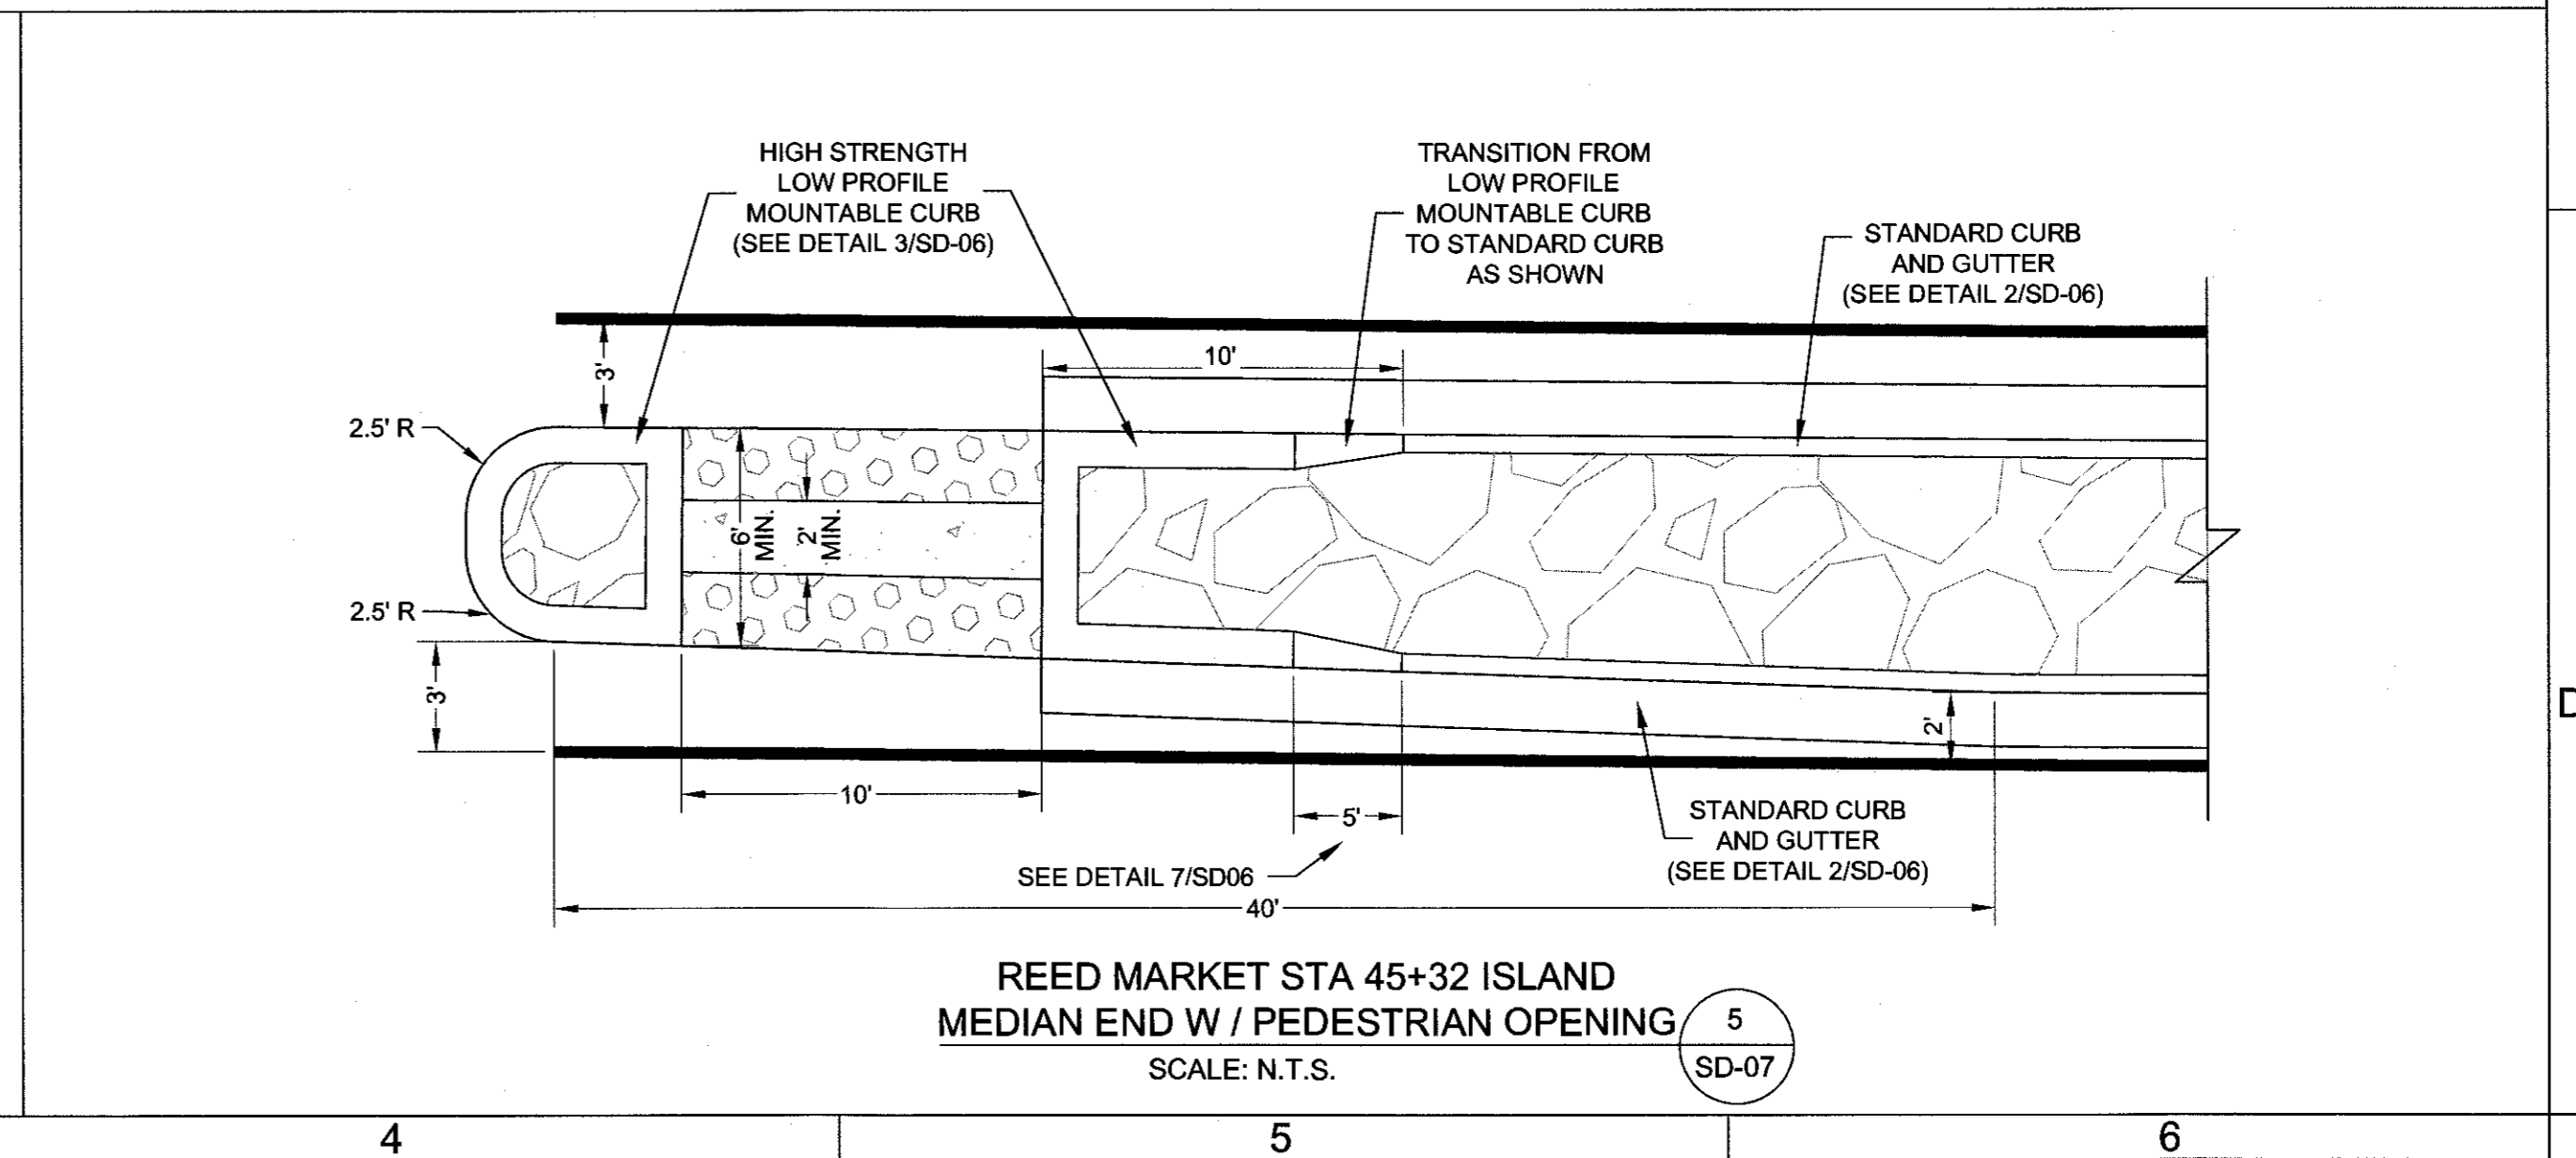 HIGH STRENGTH
LOW PROFILE
MOUNTABLE CURB
(SEE DETAIL 3/SD-06)
TRANSITION FROM
LOW PROFILE
MOUNTABLE CURB
TO STANDARD CURB
AS SHOWN
STANDARD CURB
AND GUTTER
(SEE DETAIL 2/SD-06)
3'
10'
2.5' R
6'
MIN.
2'
MIN.
2.5' R
3'
2'
10'
5'
STANDARD CURB
AND GUTTER
(SEE DETAIL 2/SD-06)
SEE DETAIL 7/SD06
40'
REED MARKET STA 45+32 ISLAND
MEDIAN END W / PEDESTRIAN OPENING
SCALE: N.T.S.
5
SD-07
D
4
5
6